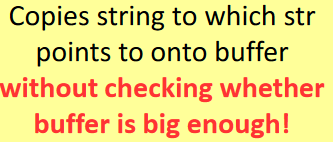 Copies string to which str
points to onto buffer
without checking whether
buffer is big enough!